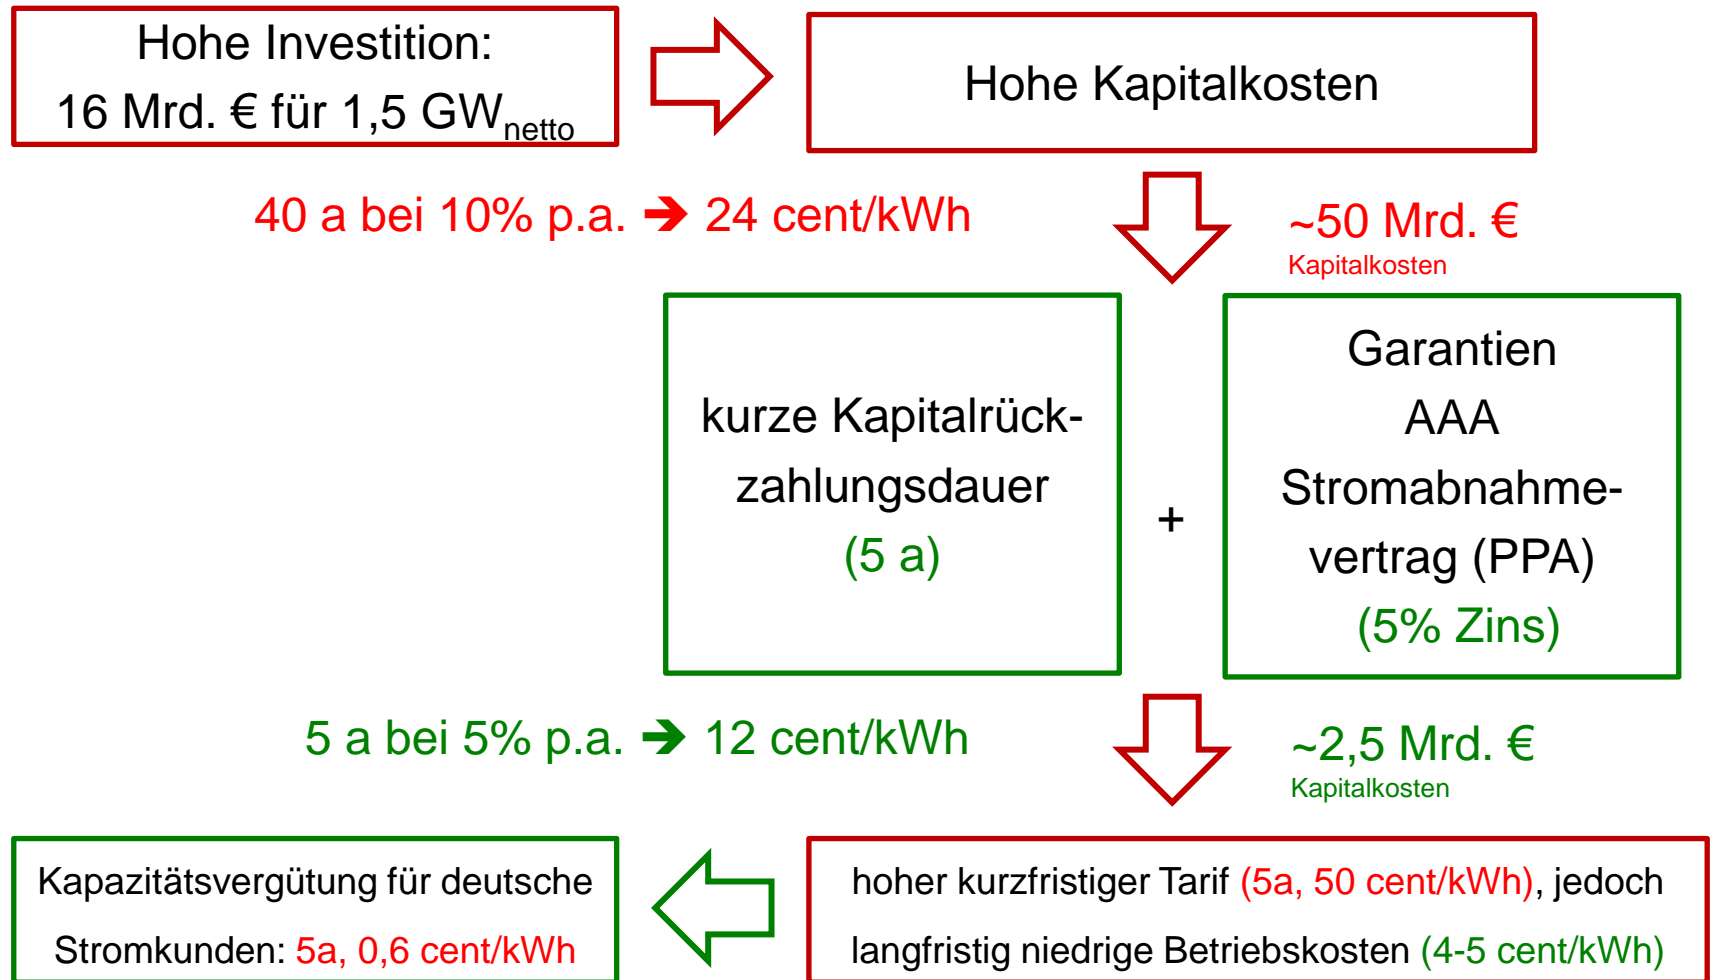 Hohe Investition:
16 Mrd. € für 1,5 GWnetto
Hohe Kapitalkosten
40 a bei 10% p.a. ➔ 24 cent/kWh
~50 Mrd. €
Kapitalkosten
kurze Kapitalrück-
zahlungsdauer
(5 a)
+
Garantien
AAA
Stromabnahme-
vertrag (PPA)
(5% Zins)
5 a bei 5% p.a. ➔ 12 cent/kWh
~2,5 Mrd. €
Kapitalkosten
Kapazitätsvergütung für deutsche
Stromkunden: 5a, 0,6 cent/kWh
hoher kurzfristiger Tarif (5a, 50 cent/kWh), jedoch
langfristig niedrige Betriebskosten (4-5 cent/kWh)